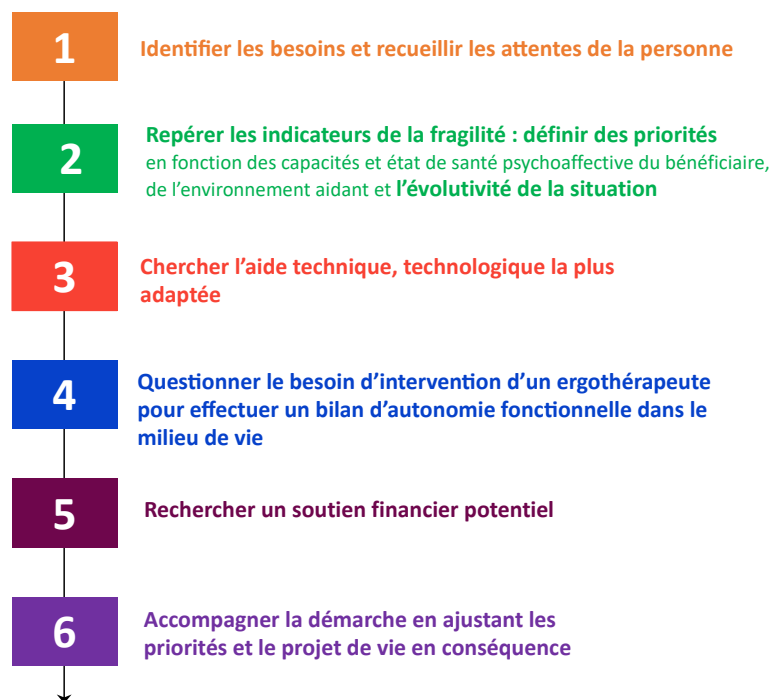 1
Identifier les besoins et recueillir les attentes de la personne
2
Repérer les indicateurs de la fragilité : définir des priorités
en fonction des capacités et état de santé psychoaffective du bénéficiaire,
de l’environnement aidant et l’évolutivité de la situation
3
Chercher l’aide technique, technologique la plus
adaptée
4
Questionner le besoin d’intervention d’un ergothérapeute
pour effectuer un bilan d’autonomie fonctionnelle dans le
milieu de vie
5
Rechercher un soutien financier potentiel
6
Accompagner la démarche en ajustant les
priorités et le projet de vie en conséquence